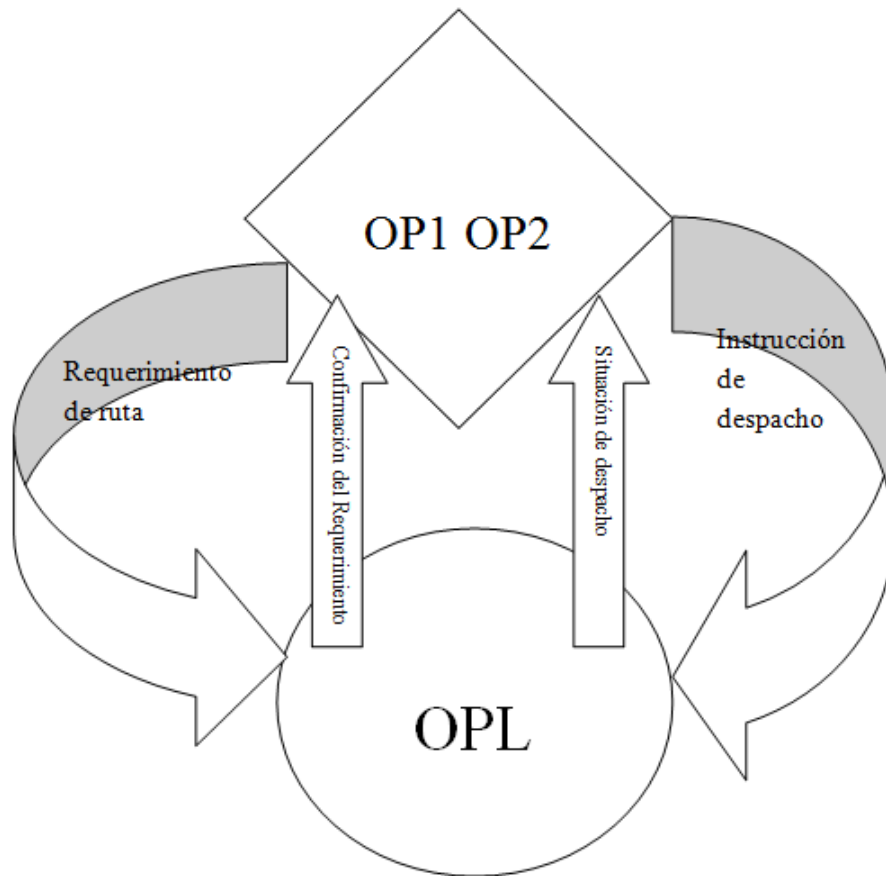 OP1 OP2
Requerimiento
de ruta
Confirmación del Requerimiento
Situación de
despacho
Instrucción
de
despacho
OPL